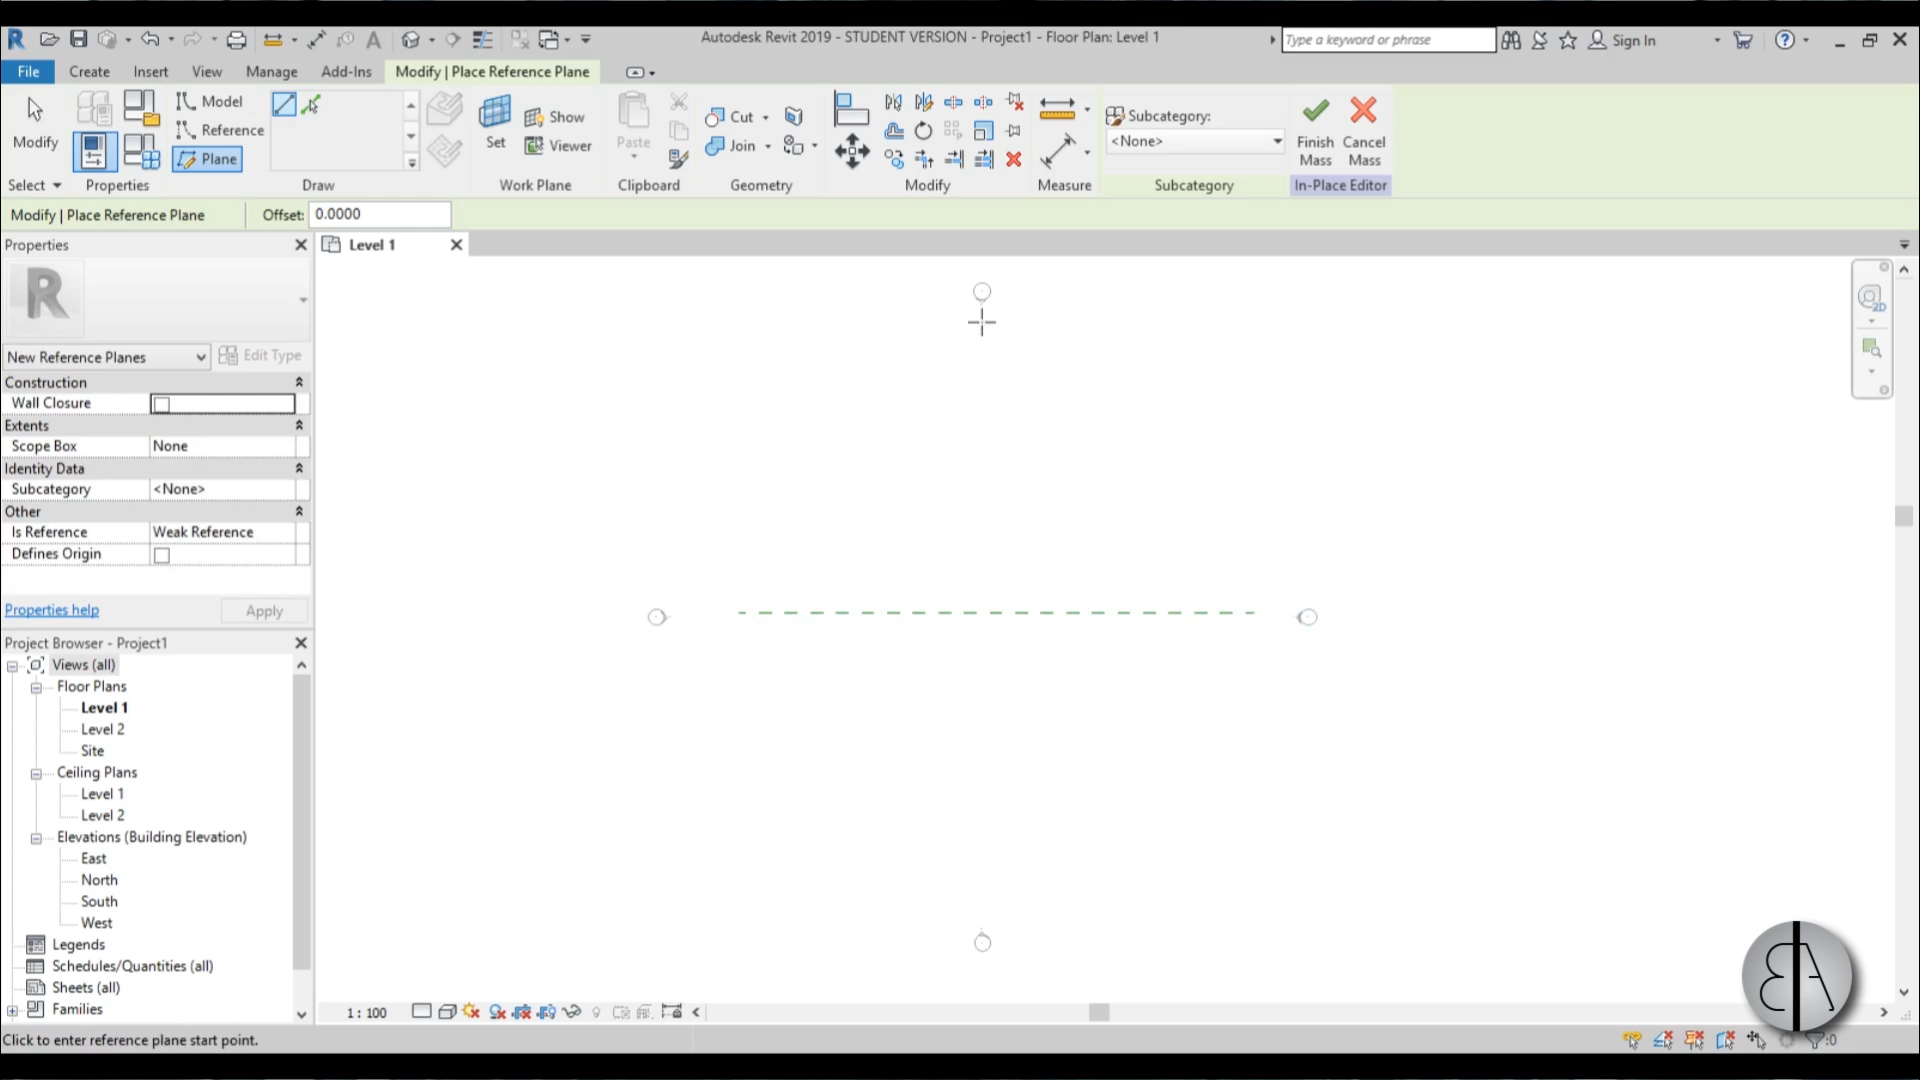 Autodesk Revit 2019 - STUDENT VERSION - Project1 - Floor Plan: Level 1
Type a keyword or phrase
Sign In
File
Create
Insert
View
Manage
Add-Ins
Modify | Place Reference Plane
Modify
Model
Reference
Plane
Set
Show
Viewer
Paste
Cut
Join
Subcategory:
<None>
Finish Mass
Cancel Mass
Select
Properties
Draw
Work Plane
Clipboard
Geometry
Modify
Measure
Subcategory
In-Place Editor
Modify | Place Reference Plane
Offset: 0.0000
Properties
Level 1
R
2D
New Reference Planes
Edit Type
Construction
Wall Closure
Extents
Scope Box None
Identity Data
Subcategory <None>
Other
Is Reference Weak Reference
Defines Origin
Properties help
Apply
Project Browser - Project1
Views (all)
Floor Plans
Level 1
Level 2
Site
Ceiling Plans
Level 1
Level 2
Elevations (Building Elevation)
East
North
South
West
Legends
Schedules/Quantities (all)
Sheets (all)
Families
1 : 100
Click to enter reference plane start point.
:0